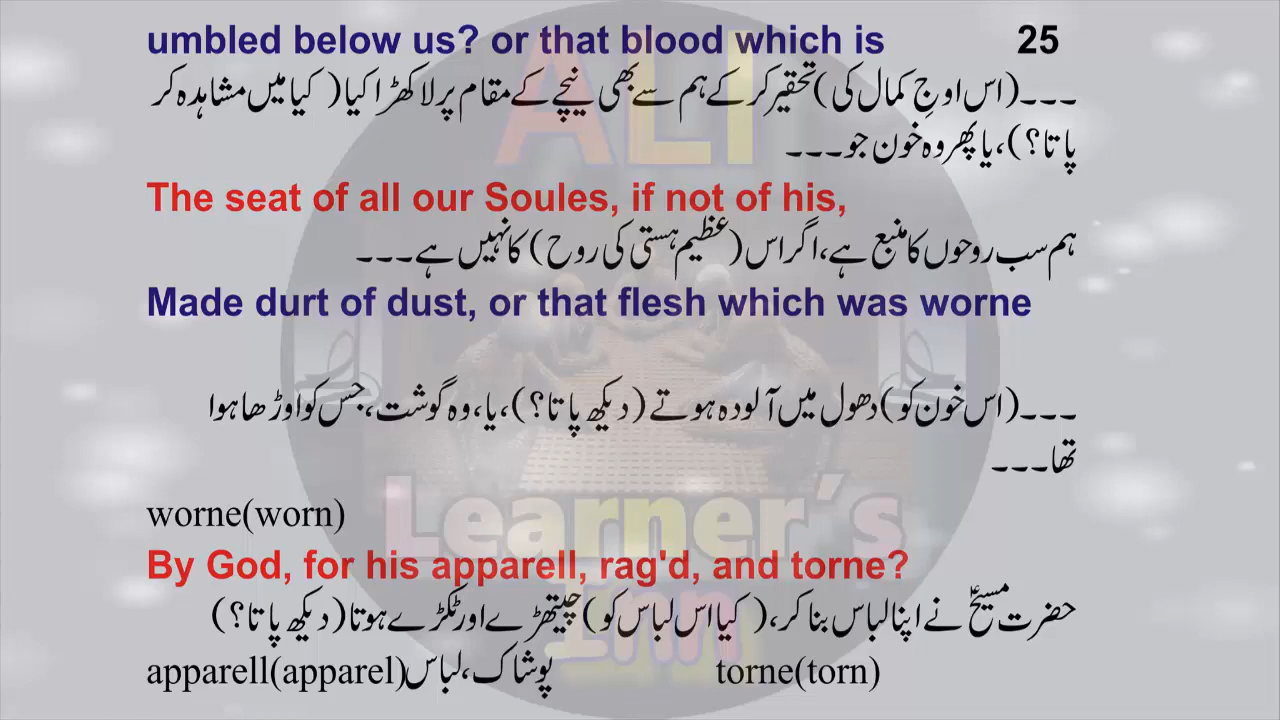 umbled below us? or that blood which is 25
۔۔۔(اس اوجِ کمال کی)تحقیر کر کے ہم سے بھی نیچے کے مقام پر لا کھڑا کیا ( کیا میں مشاہدہ کر
پاتا؟)،یا پھر وہ خون جو۔۔۔
The seat of all our Soules, if not of his,
ہم سب روحوں کا منبع ہے،اگر اس (عظیم ہستی کی روح) کا نہیں ہے۔۔۔
Made durt of dust, or that flesh which was worne
۔۔۔(اس خون کو)دھول میں آلودہ ہوتے (دیکھ پاتا؟)،یا،وہ گوشت،جس کو اوڑھا ہوا
تھا۔۔۔
worne(worn)
By God, for his apparell, rag'd, and torne?
حضرت مسیحؑ نے اپنا لباس بنا کر،( کیا اس لباس کو) چیتھڑے اور ٹکڑے ہوتا(دیکھ پاتا؟)
apparell(apparel)پوشاک،لباس torne(torn)
ALI
Learner's
Inn